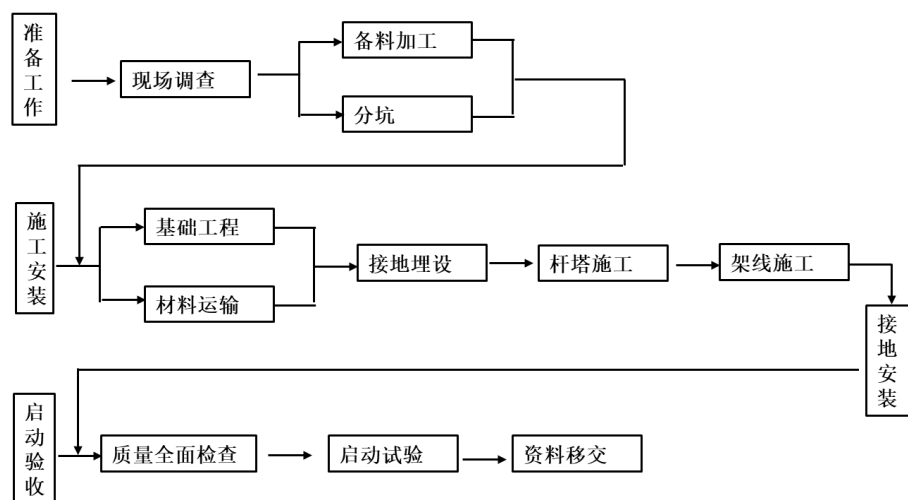 准备工作
现场调查
备料加工
分坑
施工安装
基础工程
材料运输
接地埋设
杆塔施工
架线施工
接地安装
启动验收
质量全面检查
启动试验
资料移交